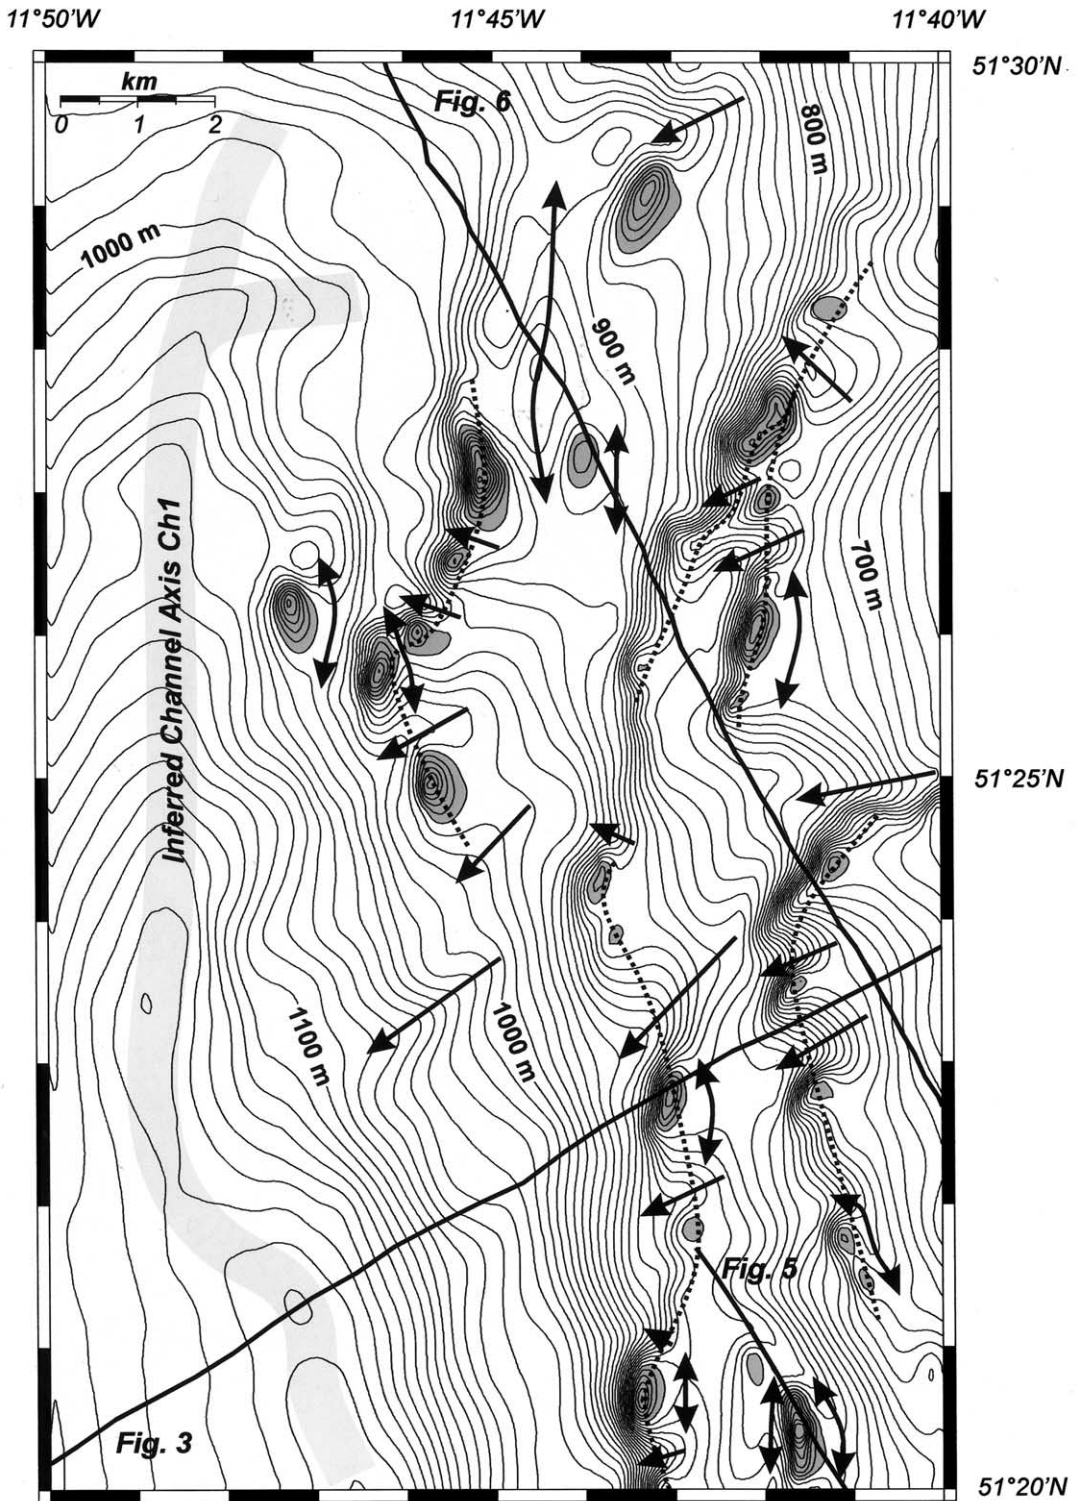 11°50'W 11°45'W 11°40'W
51°30'N
km
0 1 2
Fig. 6
800 m
1000 m
900 m
Inferred Channel Axis Ch1
700 m
51°25'N
1100 m
1000 m
Fig. 5
Fig. 3
51°20'N